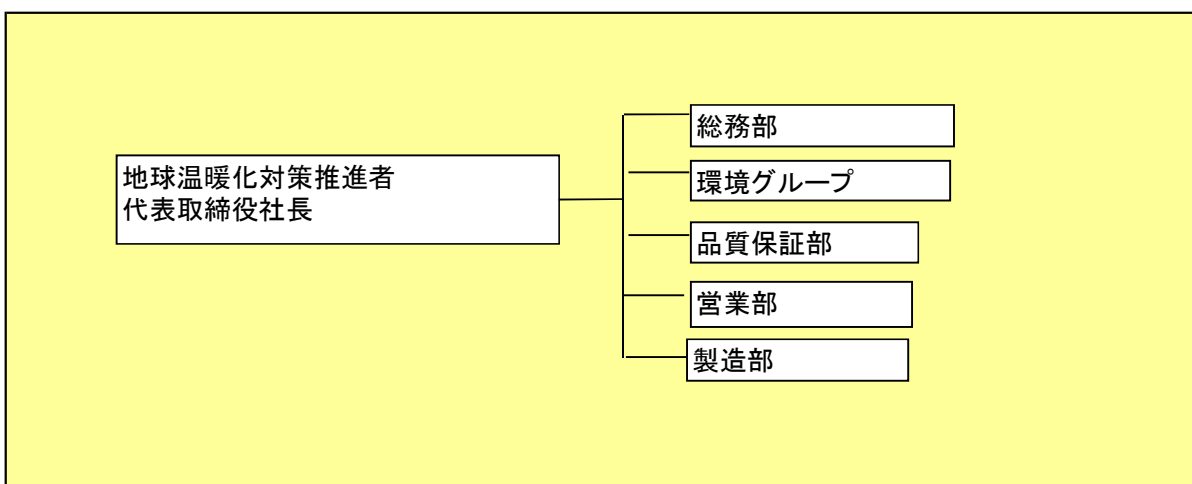 地球温暖化対策推進者
代表取締役社長
総務部
環境グループ
品質保証部
営業部
製造部